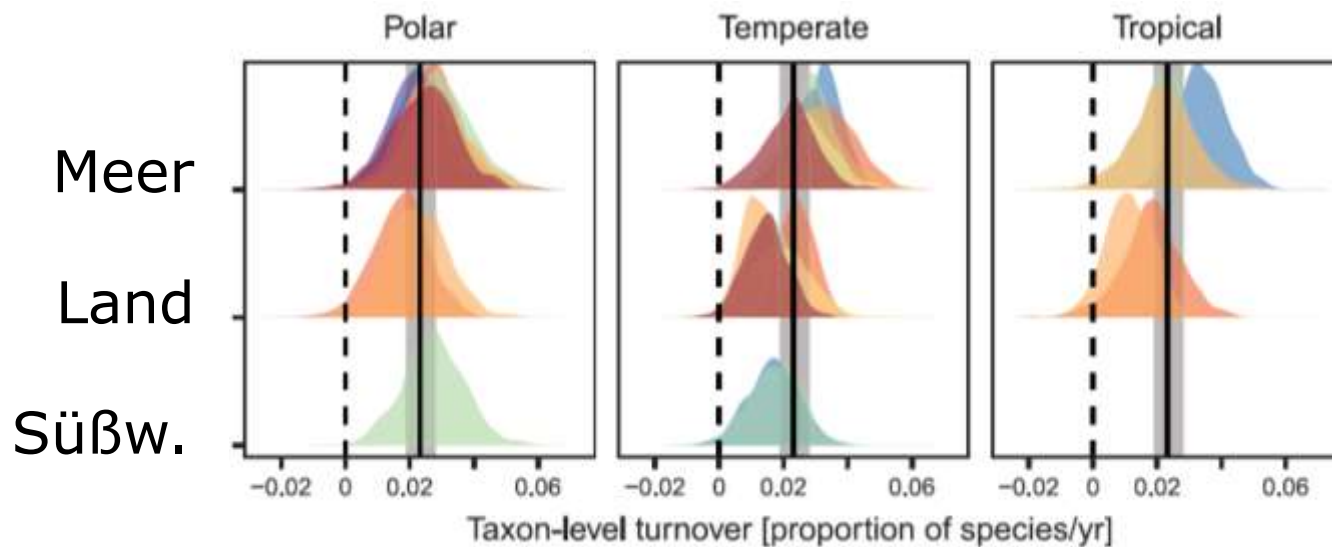 Polar Temperate Tropical
Meer
Land
Süßw.
−0.02 0 0.02 0.06 −0.02 0 0.02 0.06 −0.02 0 0.02 0.06
Taxon-level turnover [proportion of species/yr]